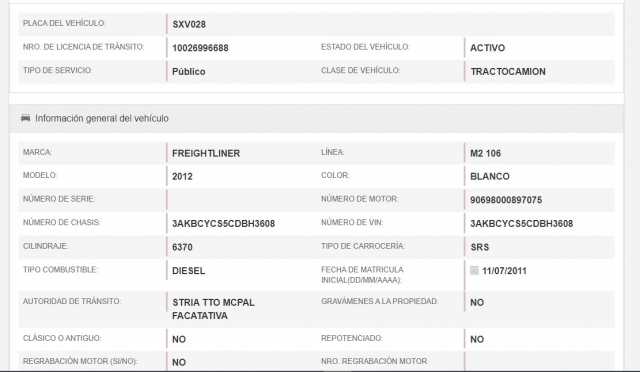 PLACA DEL VEHÍCULO: SXV028
NRO. DE LICENCIA DE TRÁNSITO: 10026996688 ESTADO DEL VEHÍCULO: ACTIVO
TIPO DE SERVICIO Público CLASE DE VEHÍCULO: TRACTOCAMION
Información general del vehículo
MARCA: FREIGHTLINER LÍNEA: M2 106
MODELO: 2012 COLOR: BLANCO
NÚMERO DE SERIE: NÚMERO DE MOTOR: 90698000897075
NÚMERO DE CHASIS: 3AKBCYCS5CDBH3608 NÚMERO DE VIN: 3AKBCYCS5CDBH3608
CILINDRAJE: 6370 TIPO DE CARROCERÍA: SRS
TIPO COMBUSTIBLE: DIESEL FECHA DE MATRICULA INICIAL(DD/MM/AAAA): 11/07/2011
AUTORIDAD DE TRÁNSITO: STRIA TTO MCPAL FACATATIVA GRAVAMENES A LA PROPIEDAD: NO
CLÁSICO O ANTIGUO: NO REPOTENCIADO: NO
REGRABACIÓN MOTOR (SI/NO): NO NRO. REGRABACIÓN MOTOR